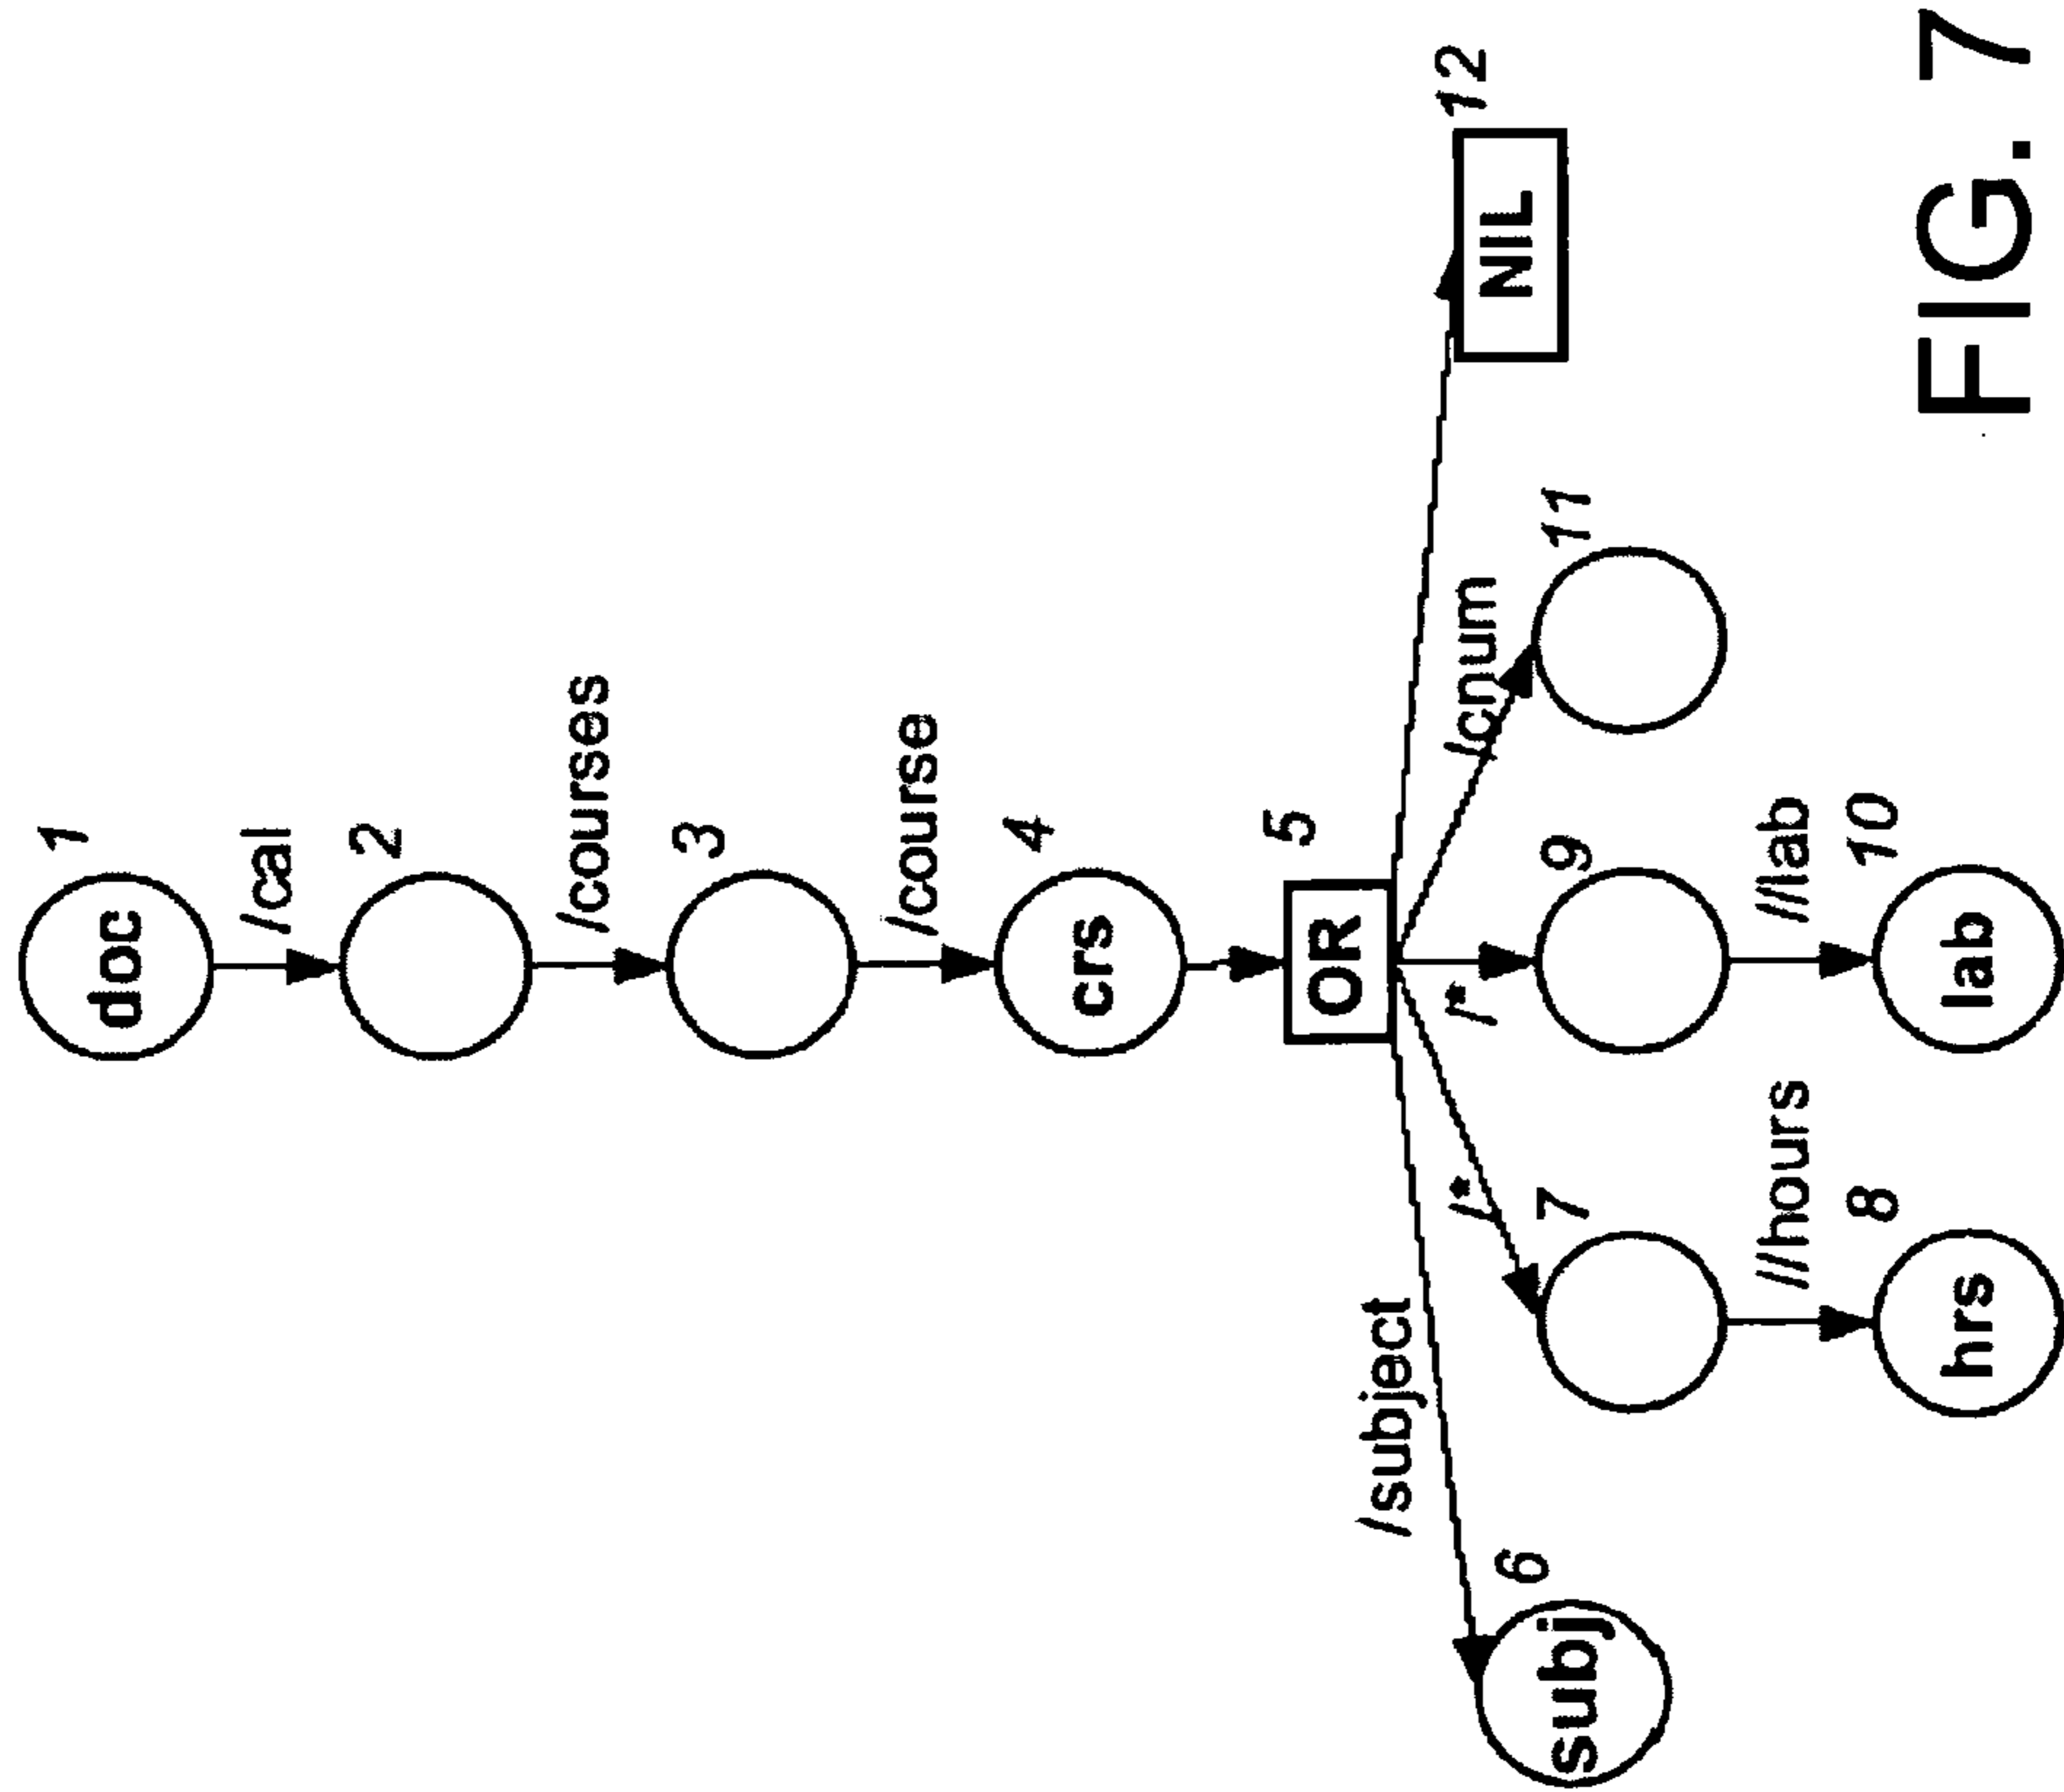 1
doc
/cal
2
/courses
3
/course
4
crs
5
OR
/subject
/*
/*
/cnum
12
NIL
6
subj
7
9
11
//hours
//lab
8
hrs
10
lab
FIG. 7